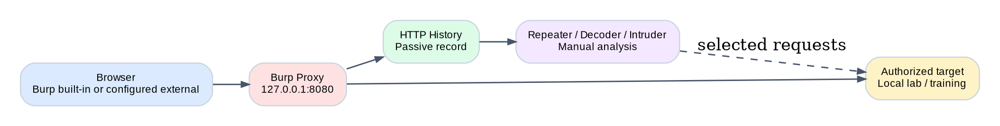 Browser
Burp built-in or configured external
Burp Proxy
127.0.0.1:8080
HTTP History
Passive record
Repeater / Decoder / Intruder
Manual analysis
selected requests
Authorized target
Local lab / training